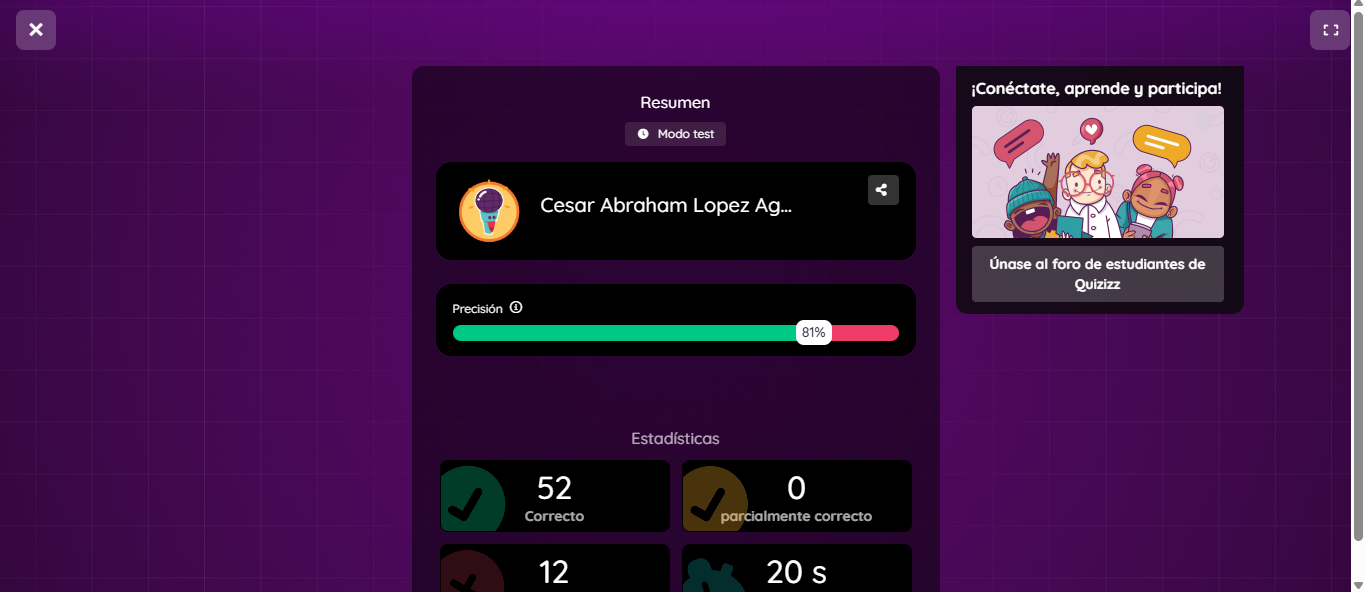 Resumen
Modo test
Cesar Abraham Lopez Ag...
Precisión
81%
Estadísticas
52
Correcto
0
parcialmente correcto
12
20 s
¡Conéctate, aprende y participa!
Únase al foro de estudiantes de
Quizizz